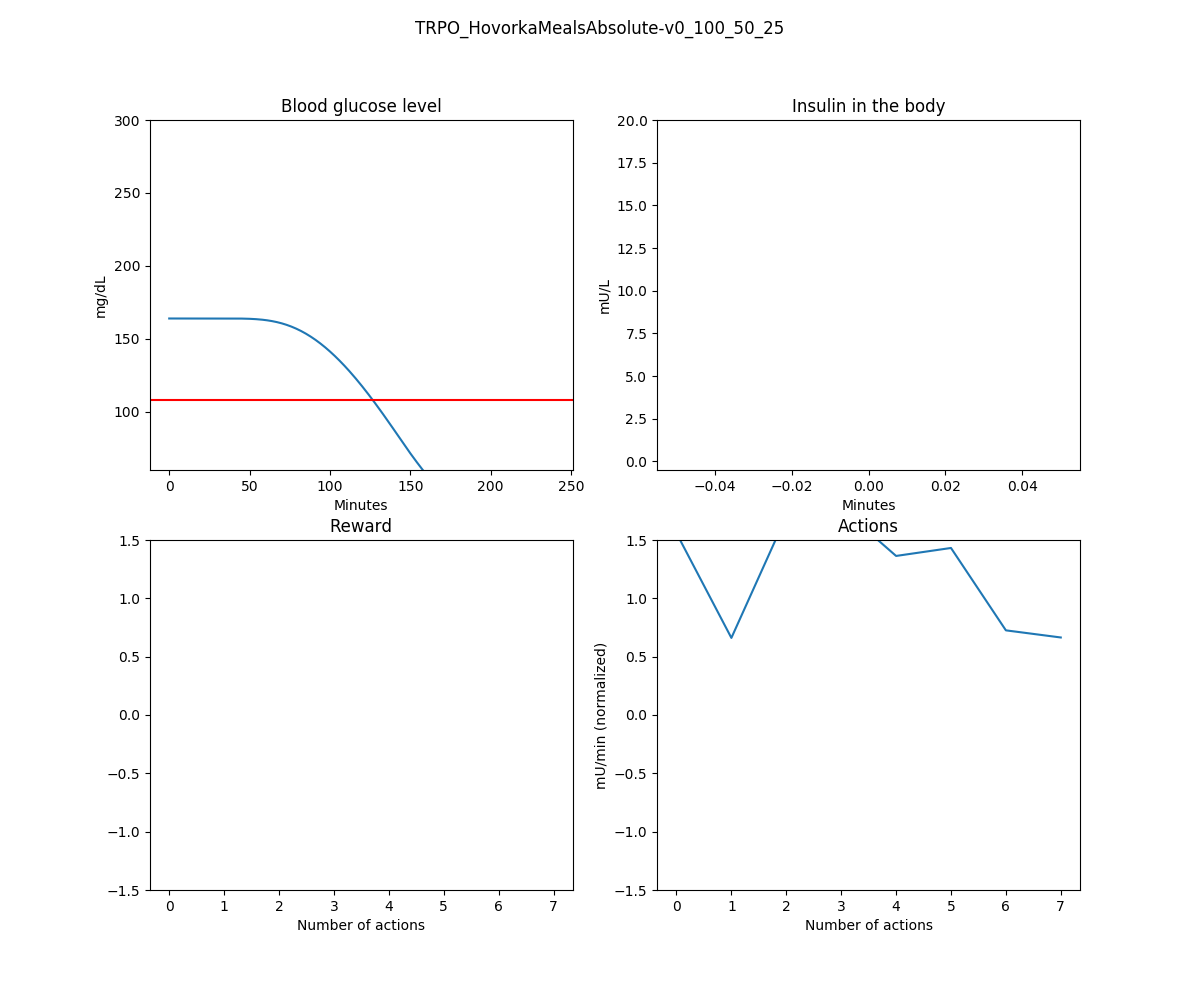 TRPO_HovorkaMealsAbsolute-v0_100_50_25
Blood glucose level
300
250
200
150
100
mg/dL
0 50 100 150 200 250
Minutes
Insulin in the body
20.0
17.5
15.0
12.5
10.0
7.5
5.0
2.5
0.0
mU/L
−0.04 −0.02 0.00 0.02 0.04
Minutes
Reward
1.5
1.0
0.5
0.0
−0.5
−1.0
−1.5
0 1 2 3 4 5 6 7
Number of actions
Actions
1.5
1.0
0.5
0.0
−0.5
−1.0
−1.5
mU/min (normalized)
0 1 2 3 4 5 6 7
Number of actions